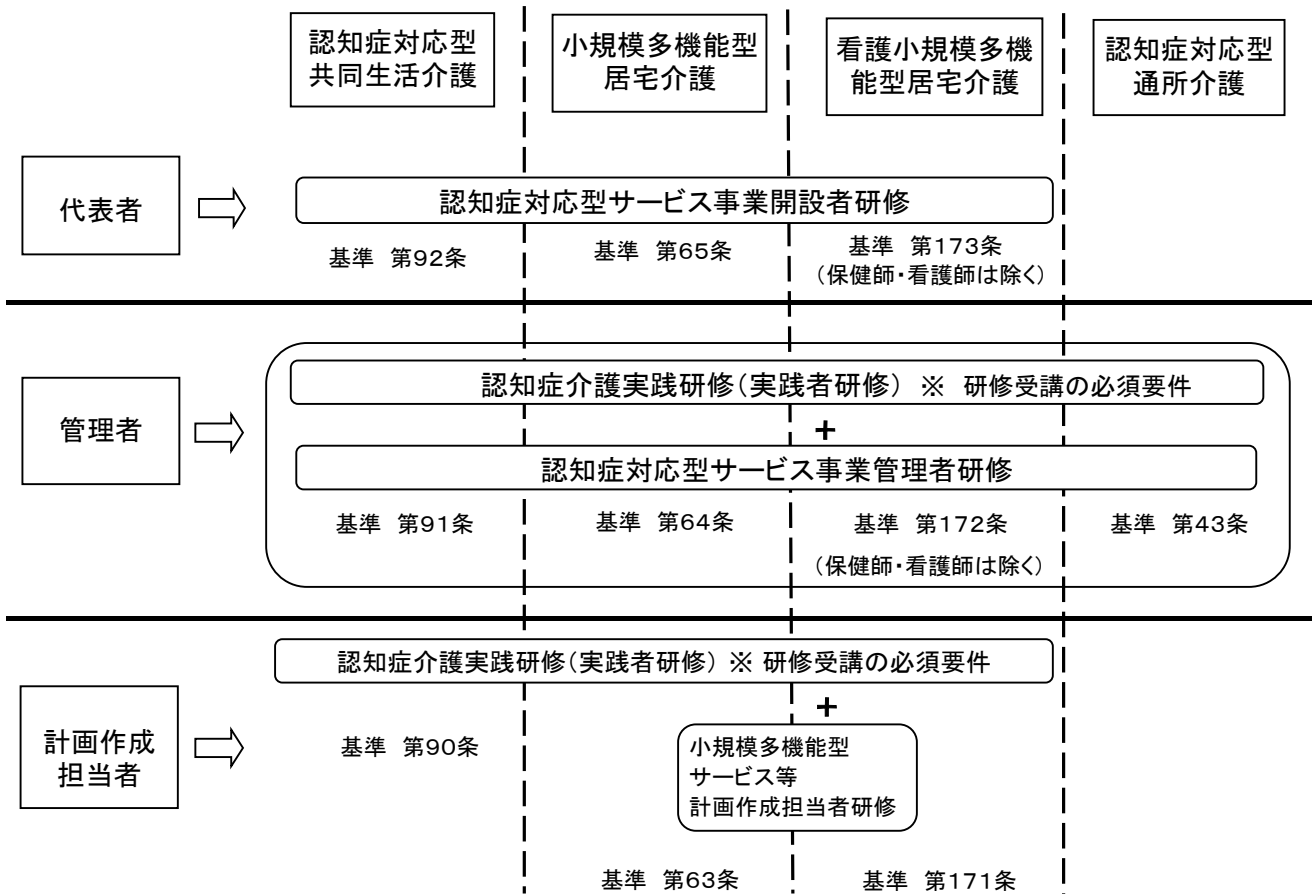 認知症対応型
共同生活介護
小規模多機能型
居宅介護
看護小規模多機
能型居宅介護
認知症対応型
通所介護
代表者
認知症対応型サービス事業開設者研修
基準 第92条
基準 第65条
基準 第173条
(保健師・看護師は除く)
管理者
認知症介護実践研修(実践者研修) ※ 研修受講の必須要件
+
認知症対応型サービス事業管理者研修
基準 第91条
基準 第64条
基準 第172条
(保健師・看護師は除く)
基準 第43条
計画作成
担当者
認知症介護実践研修(実践者研修) ※ 研修受講の必須要件
+
基準 第90条
小規模多機能型
サービス等
計画作成担当者研修
基準 第63条
基準 第171条